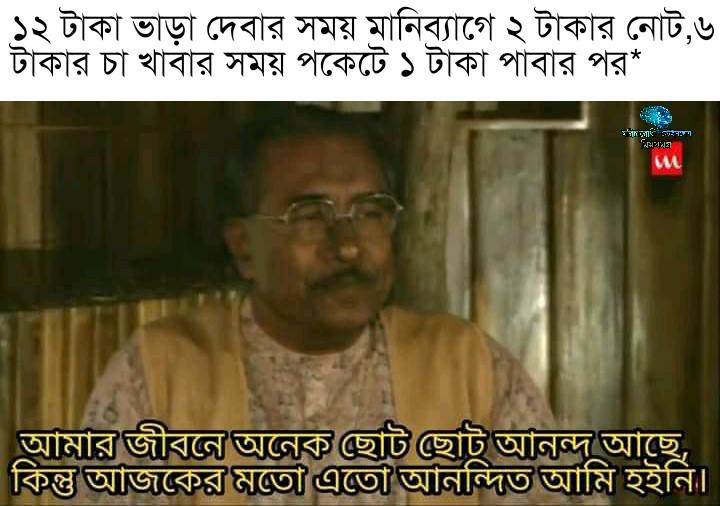 ১২ টাকা ভাড়া দেবার সময় মানিব্যাগে ২ টাকার নোট,৬
টাকার চা খাবার সময় পকেটে ১ টাকা পাবার পর*
আমার জীবনে অনেক ছোট ছোট আনন্দ আছে,
কিন্তু আজকের মতো এতো আনন্দিত আমি হইনি।